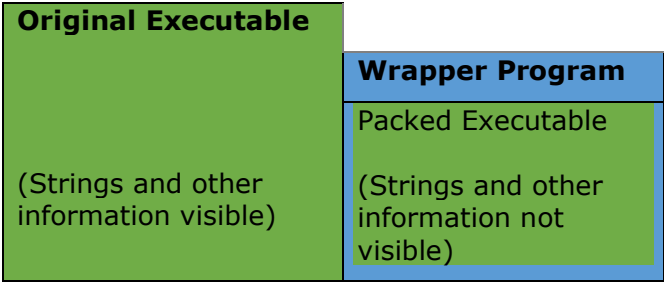 Original Executable
(Strings and other
information visible)
Wrapper Program
Packed Executable
(Strings and other
information not
visible)